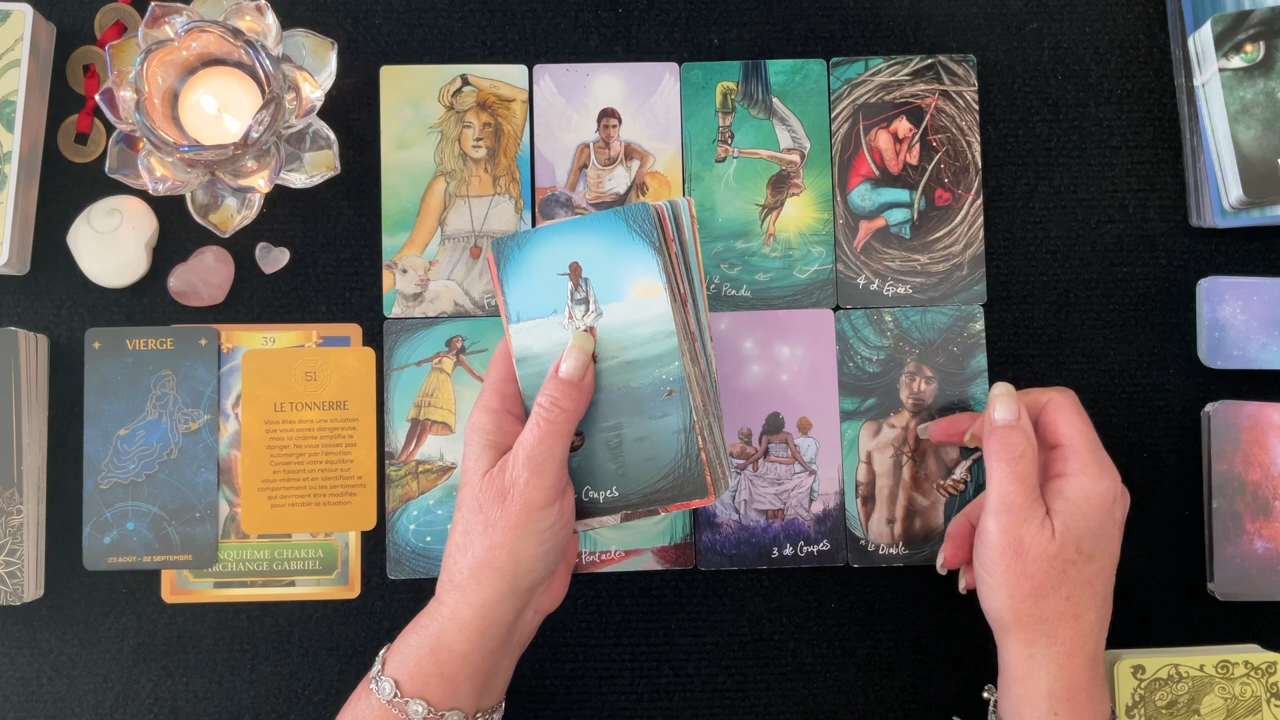 Fo
12
Le Pendu
4 d'Épées
VIERGE
23 AOÛT - 22 SEPTEMBRE
39
51
LE TONNERRE
Vous êtes dans une situation
que vous savez dangereuse,
mais la crainte amplifie le
danger. Ne vous laissez pas
submerger par l'émotion.
Conservez votre équilibre
en faisant un retour sur
vous-même et en identifiant le
comportement ou les sentiments
qui devraient être modifiés
pour rétablir la situation
NQUIÈME CHAKRA
ARCHANGE GABRIEL
Coupes
Pentacles
3 de Coupes
Le Diable